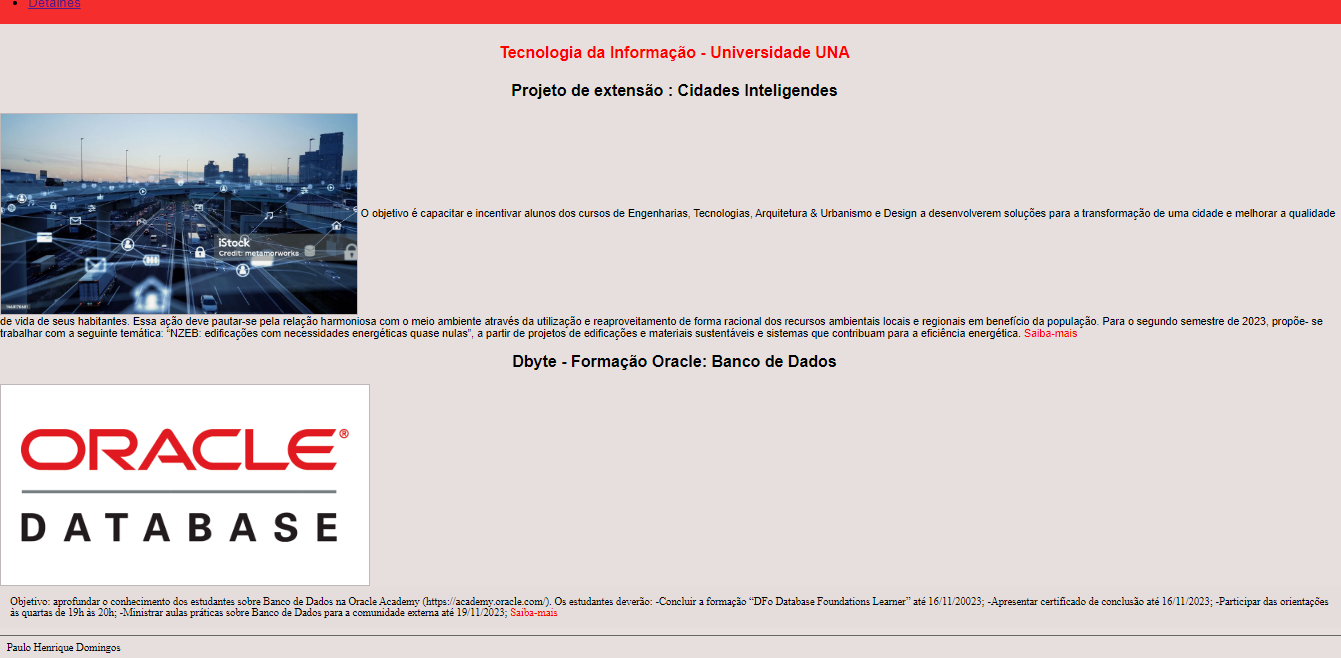 Detalhes
Tecnologia da Informação - Universidade UNA
Projeto de extensão : Cidades Inteligendes
iStock
Credit: metamorworks
O objetivo é capacitar e incentivar alunos dos cursos de Engenharias, Tecnologias, Arquitetura & Urbanismo e Design a desenvolverem soluções para a transformação de uma cidade e melhorar a qualidade
de vida de seus habitantes. Essa ação deve pautar-se pela relação harmoniosa com o meio ambiente através da utilização e reaproveitamento de forma racional dos recursos ambientais locais e regionais em benefício da população. Para o segundo semestre de 2023, propõe- se
trabalhar com a seguinte temática: “NZEB: edificações com necessidades energéticas quase nulas”, a partir de projetos de edificações e materiais sustentáveis e sistemas que contribuam para a eficiência energética. Saiba-mais
Dbyte - Formação Oracle: Banco de Dados
ORACLE®
DATABASE
Objetivo: aprofundar o conhecimento dos estudantes sobre Banco de Dados na Oracle Academy (https://academy.oracle.com/). Os estudantes deverão: -Concluir a formação “DFo Database Foundations Learner” até 16/11/20023; -Apresentar certificado de conclusão até 16/11/2023; -Participar das orientações
às quartas de 19h às 20h; -Ministrar aulas práticas sobre Banco de Dados para a comunidade externa até 19/11/2023; Saiba-mais
Paulo Henrique Domingos